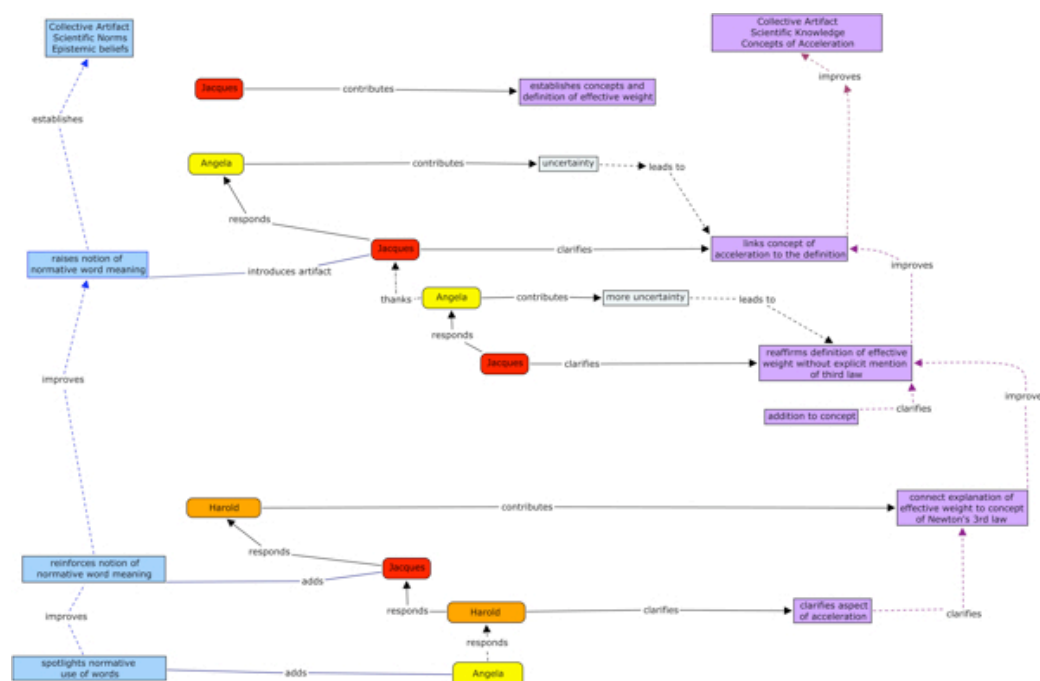 Collective Artifact
Scientific Norms
Epistemic beliefs
Collective Artifact
Scientific Knowledge
Concepts of Acceleration
improves
Jacques
contributes
establishes concepts and
definition of effective weight
establishes
Angela
contributes
uncertainty
leads to
responds
raises notion of
normative word meaning
introduces artifact
Jacques
clarifies
links concept of
acceleration to the definition
improves
thanks
Angela
contributes
more uncertainty
leads to
responds
Jacques
clarifies
reaffirms definition of effective
weight without explicit mention
of third law
improves
improve
addition to concept
clarifies
Harold
contributes
connect explanation of
effective weight to concept
of Newton's 3rd law
responds
reinforces notion of
normative word meaning
adds
Jacques
responds
Harold
clarifies
clarifies aspect
of acceleration
clarifies
improves
responds
spotlights normative
use of words
adds
Angela